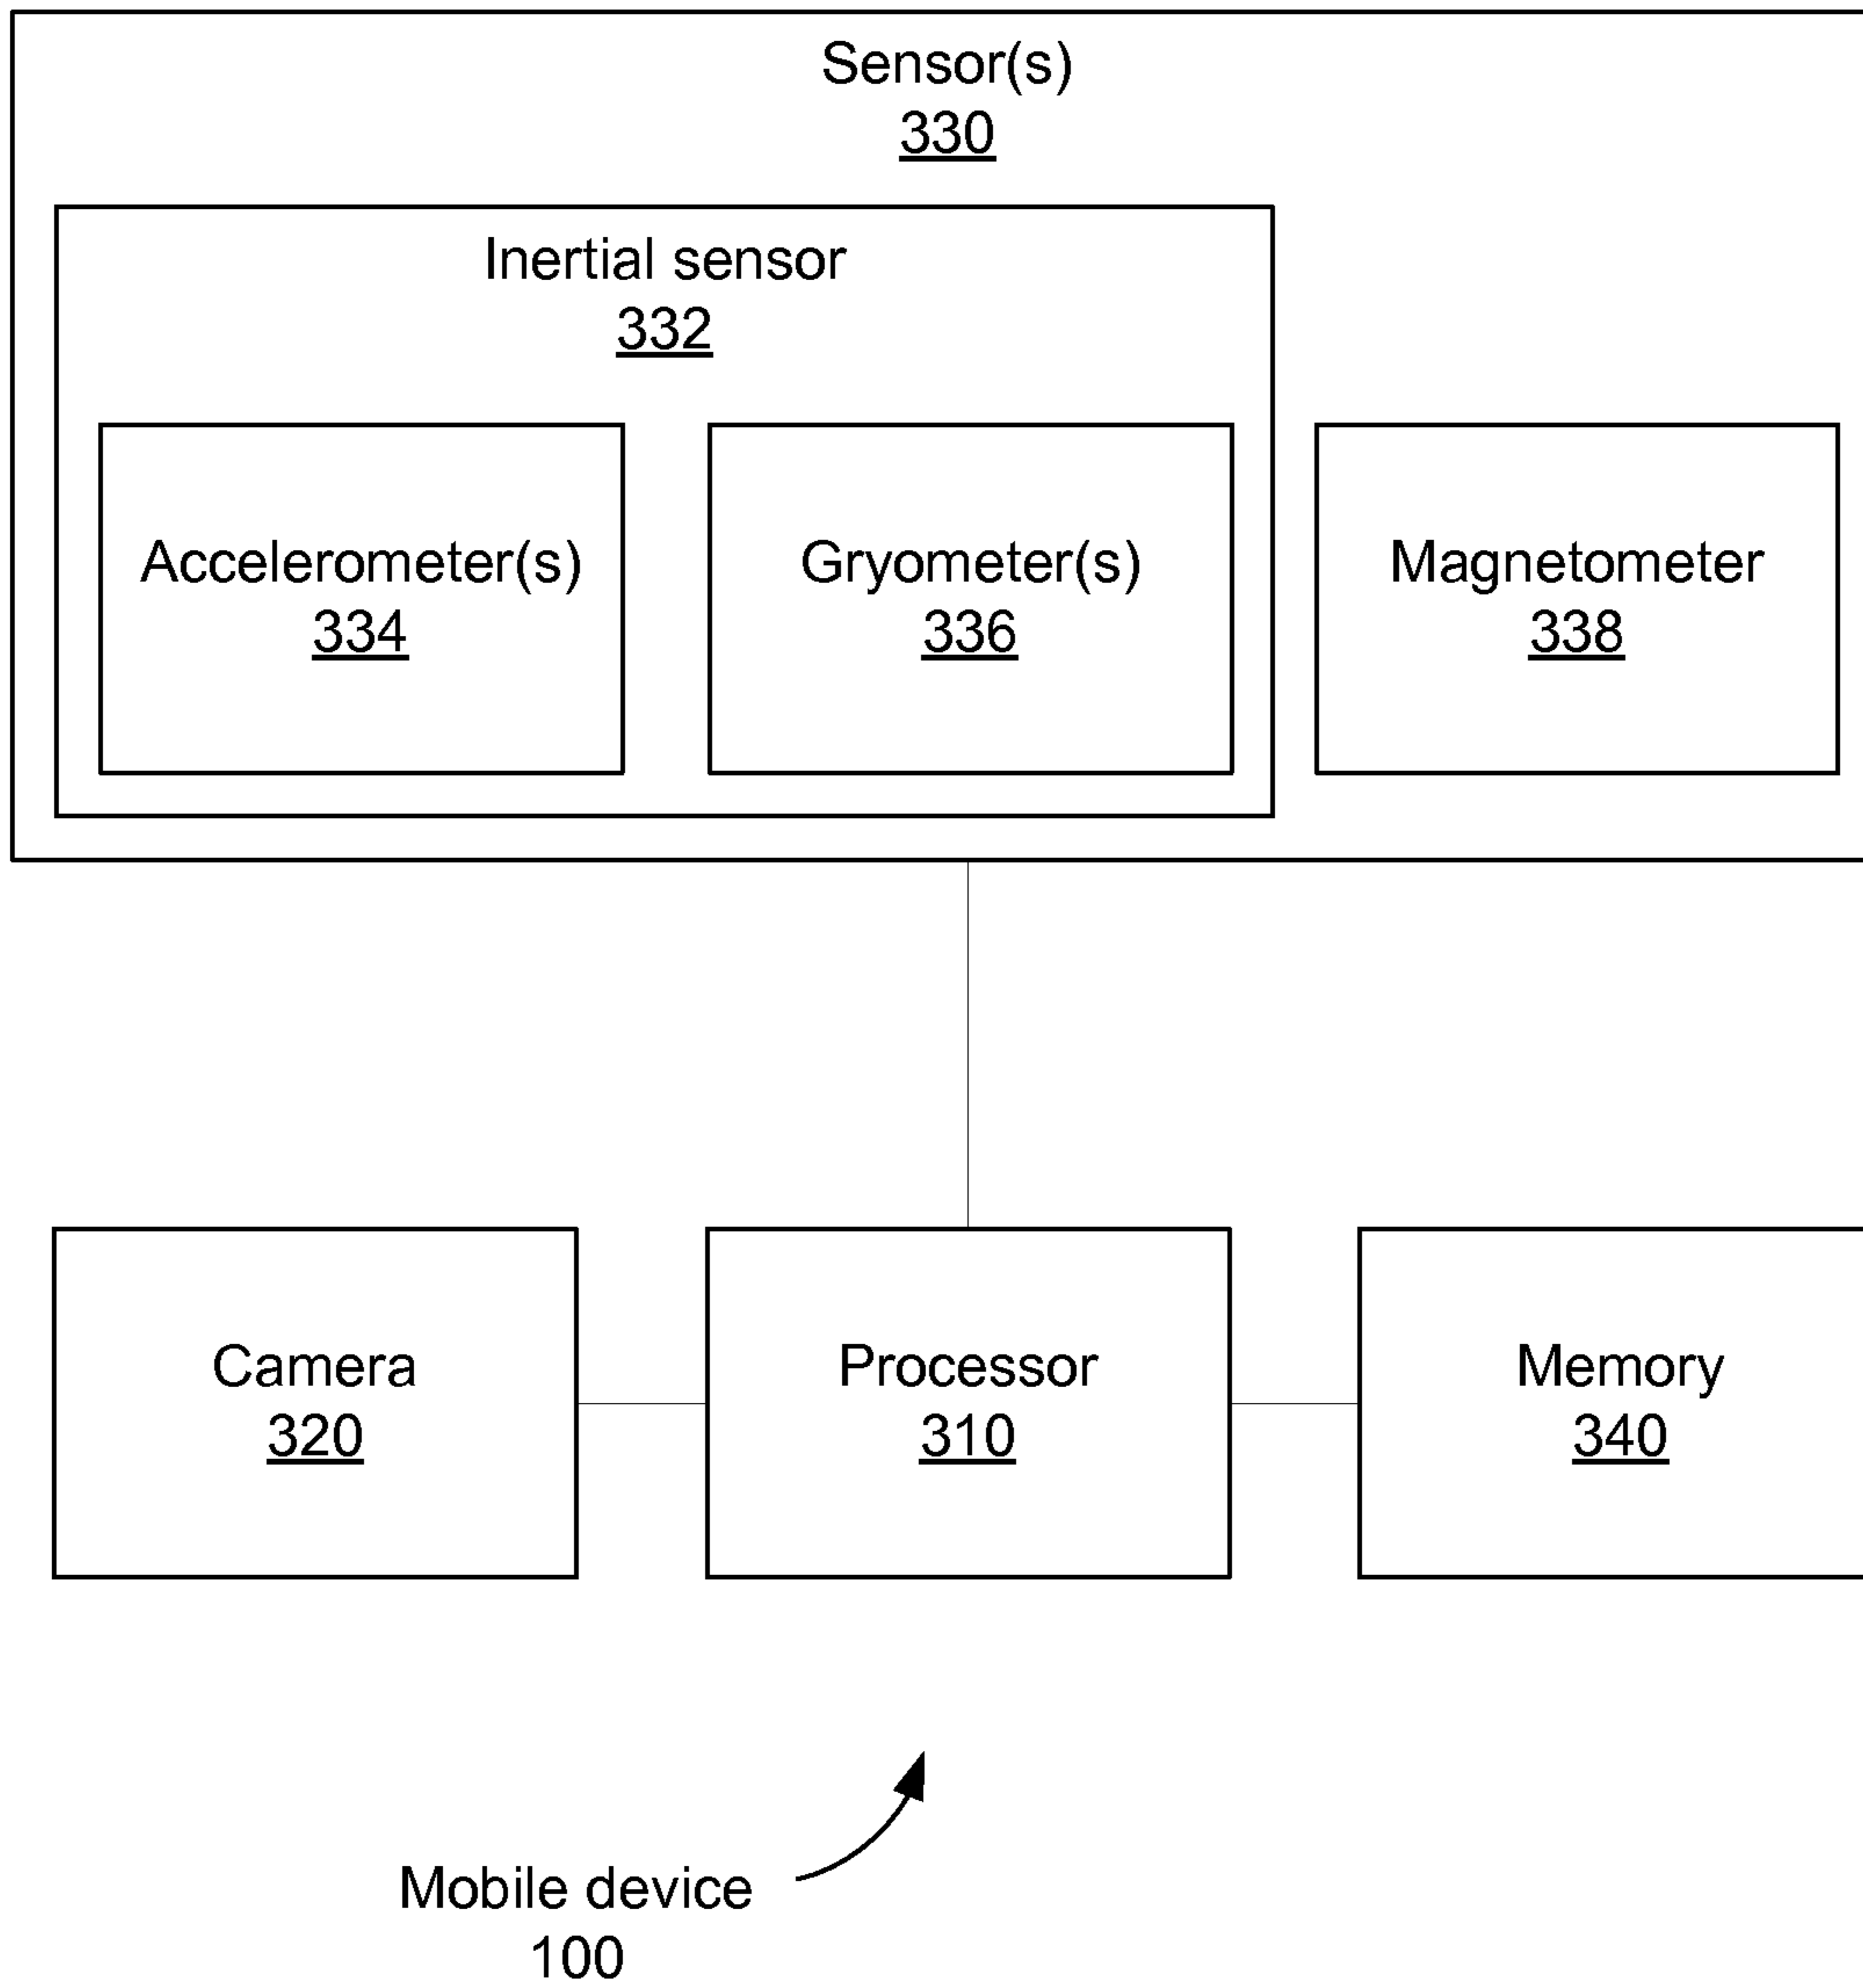 Sensor(s)
330
Inertial sensor
332
Accelerometer(s)
334
Gryometer(s)
336
Magnetometer
338
Camera
320
Processor
310
Memory
340
Mobile device
100